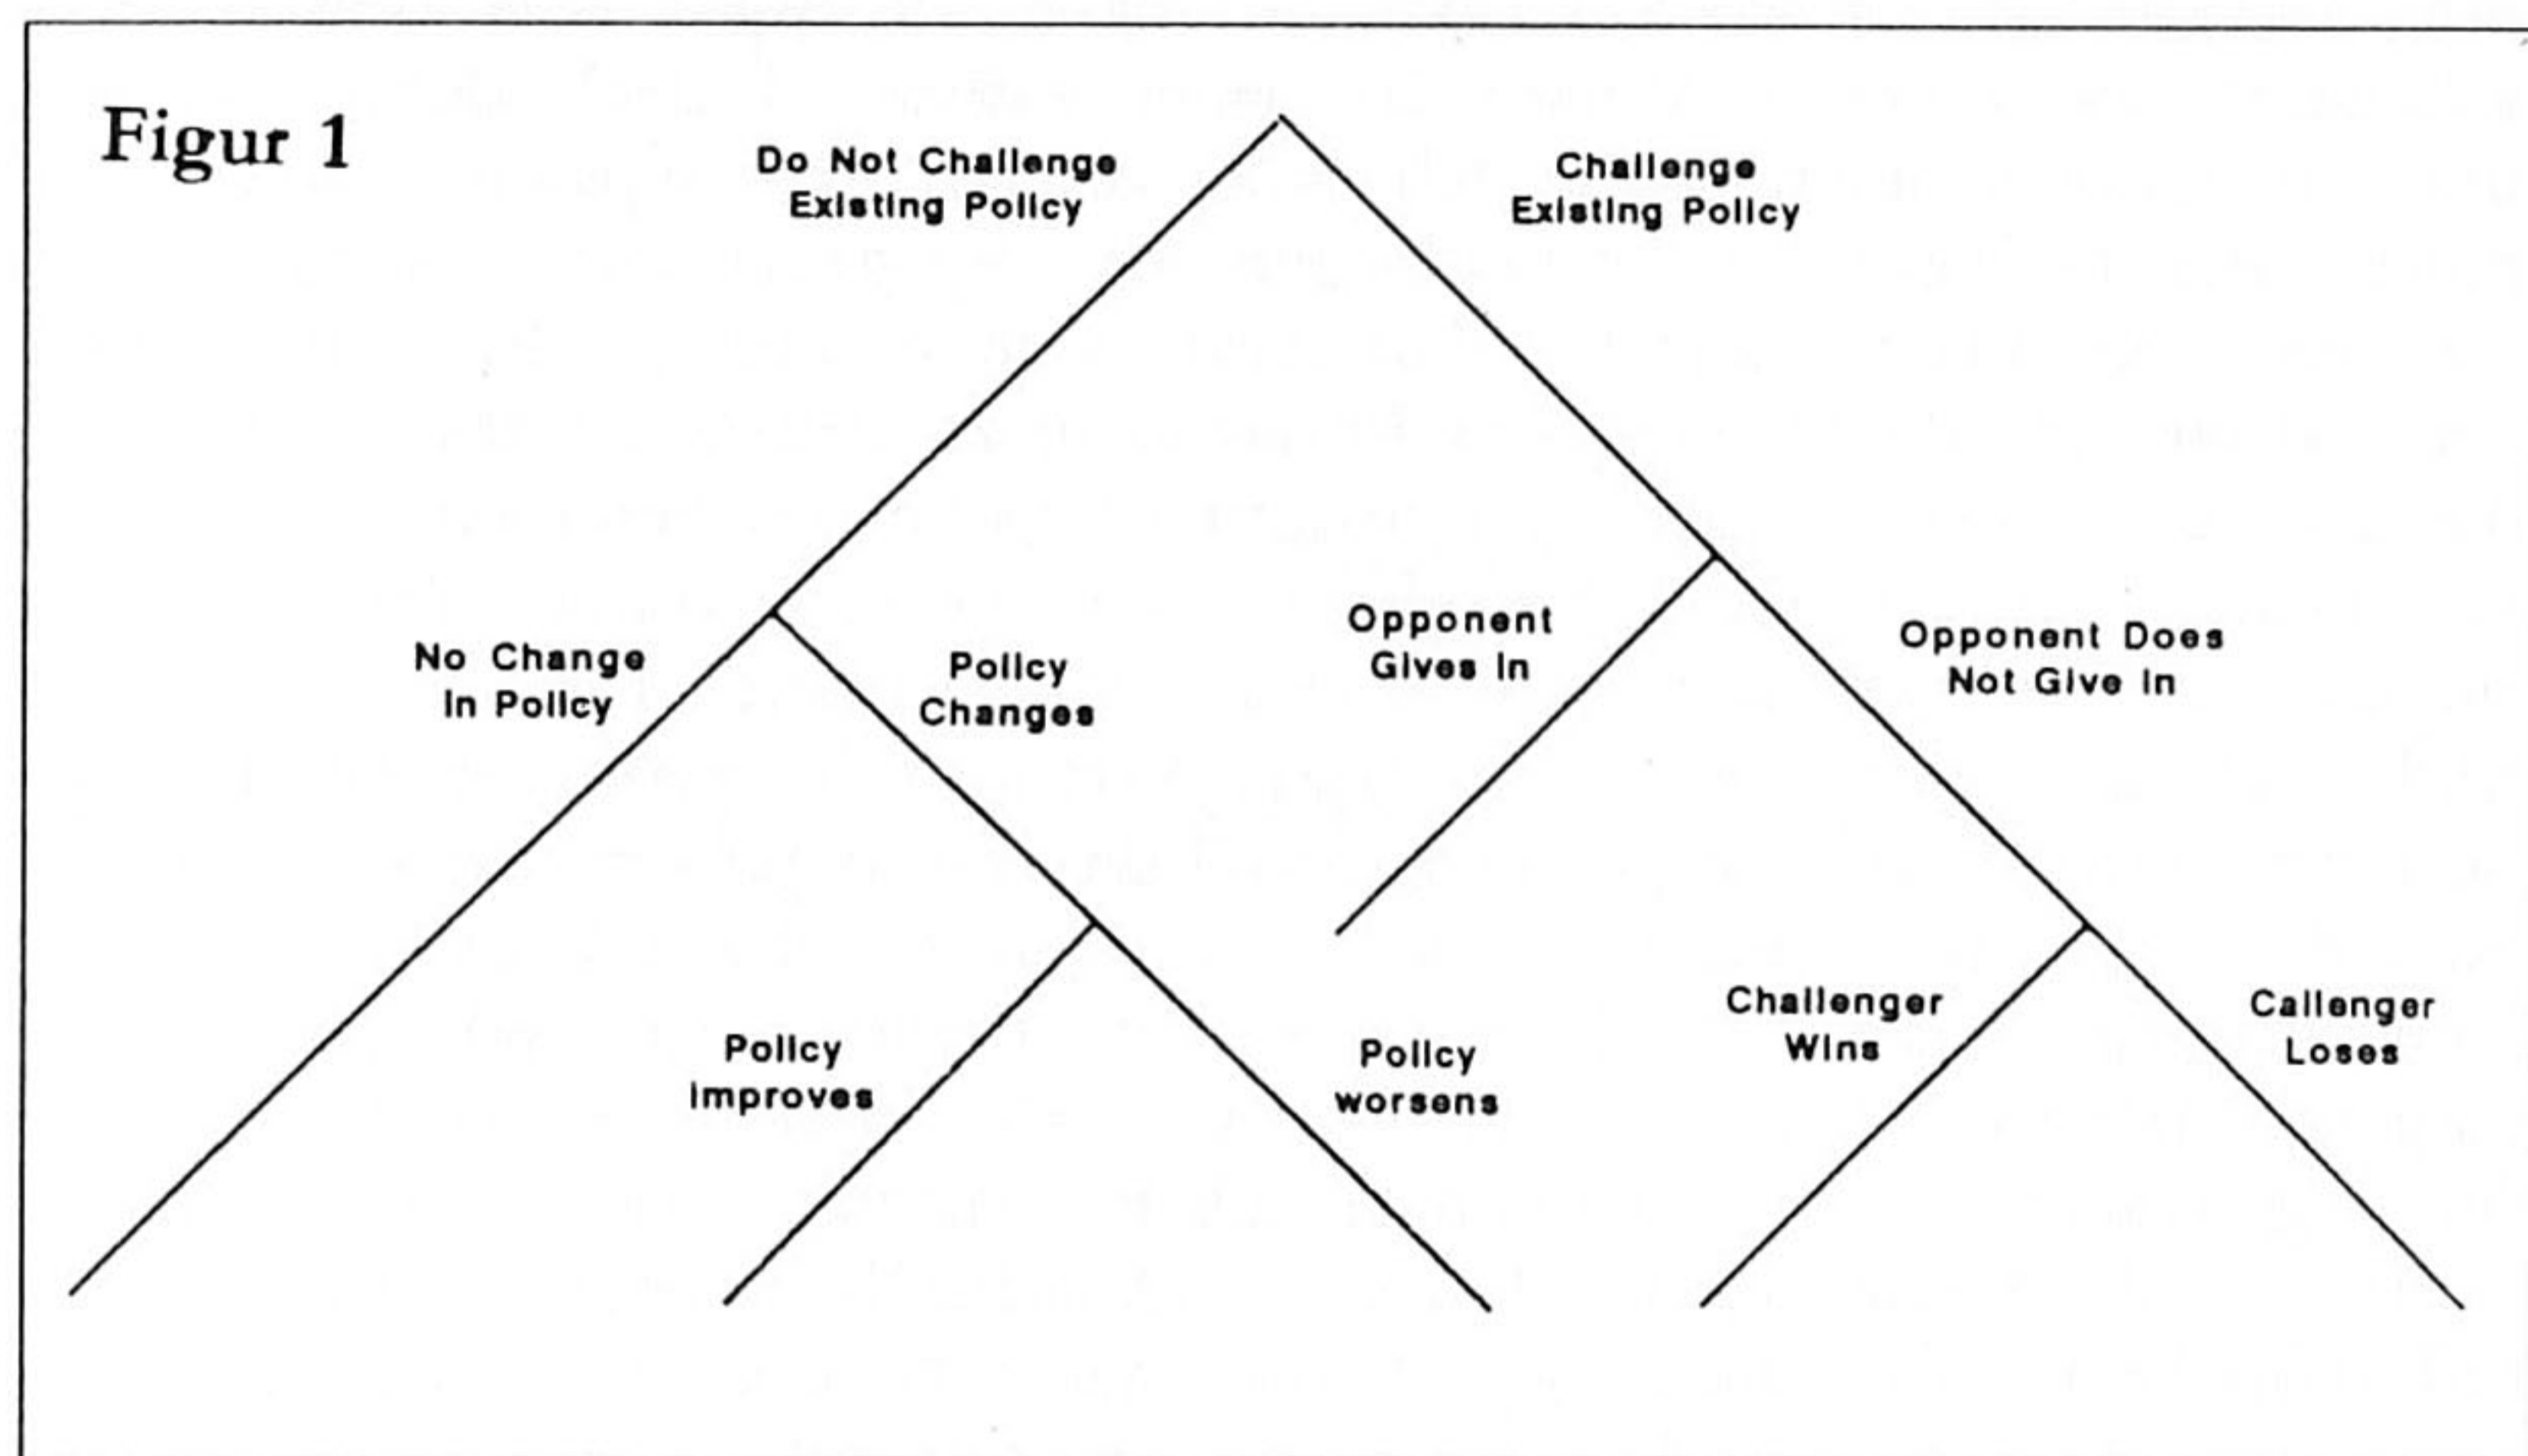 Figur 1
Do Not Challenge
Existing Policy
Challenge
Existing Policy
No Change
In Policy
Policy
Changes
Opponent
Gives In
Opponent Does
Not Give In
Policy
Improves
Policy
worsens
Challenger
Wins
Callenger
Loses